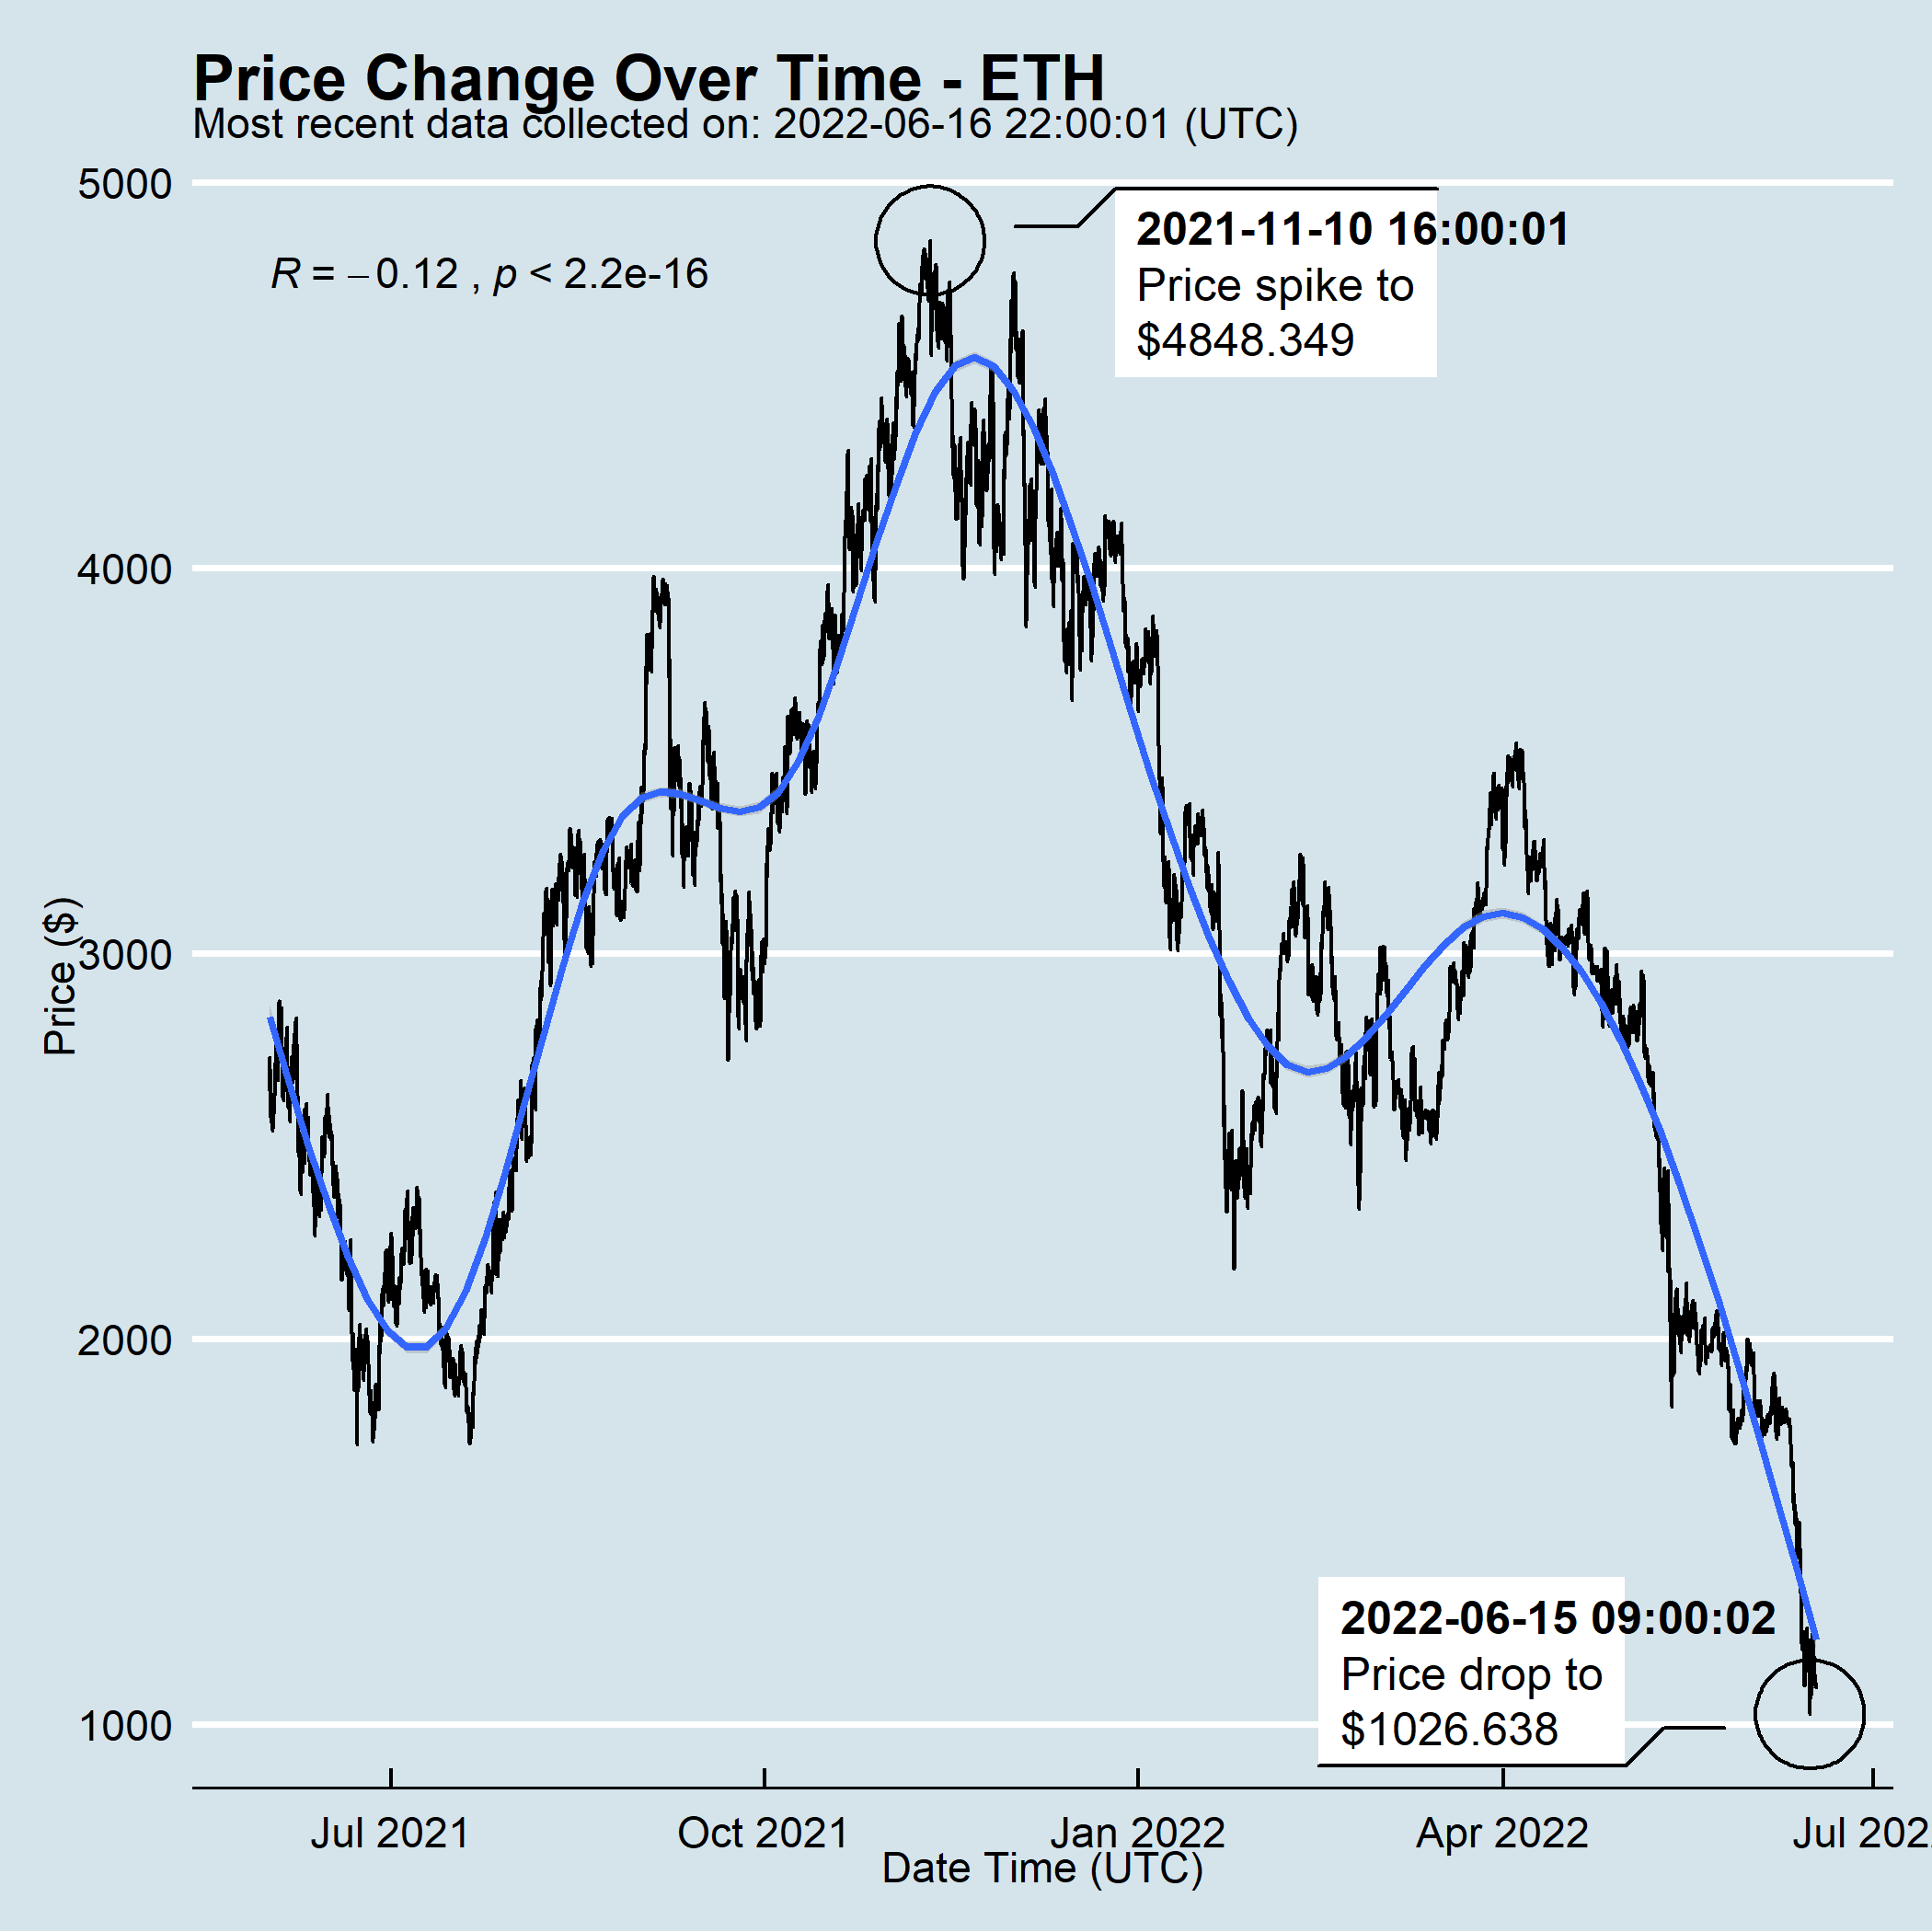 Price Change Over Time - ETH
Most recent data collected on: 2022-06-16 22:00:01 (UTC)
5000
2021-11-10 16:00:01
Price spike to
$4848.349
R = −0.12 , p < 2.2e-16
4000
3000
Price ($)
2000
2022-06-15 09:00:02
Price drop to
$1026.638
1000
Jul 2021 Oct 2021 Jan 2022 Apr 2022 Jul 202
Date Time (UTC)